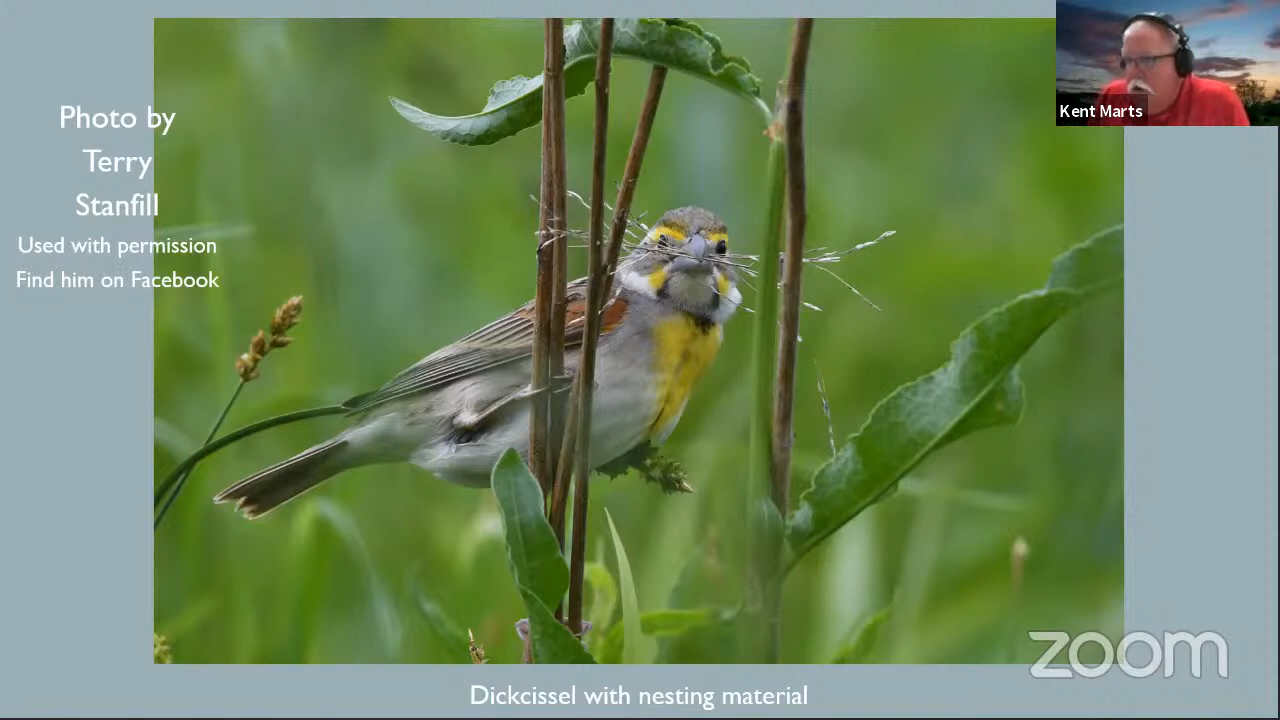 Photo by
Terry
Stanfill
Used with permission
Find him on Facebook
Kent Marts
zoom
Dickcissel with nesting material